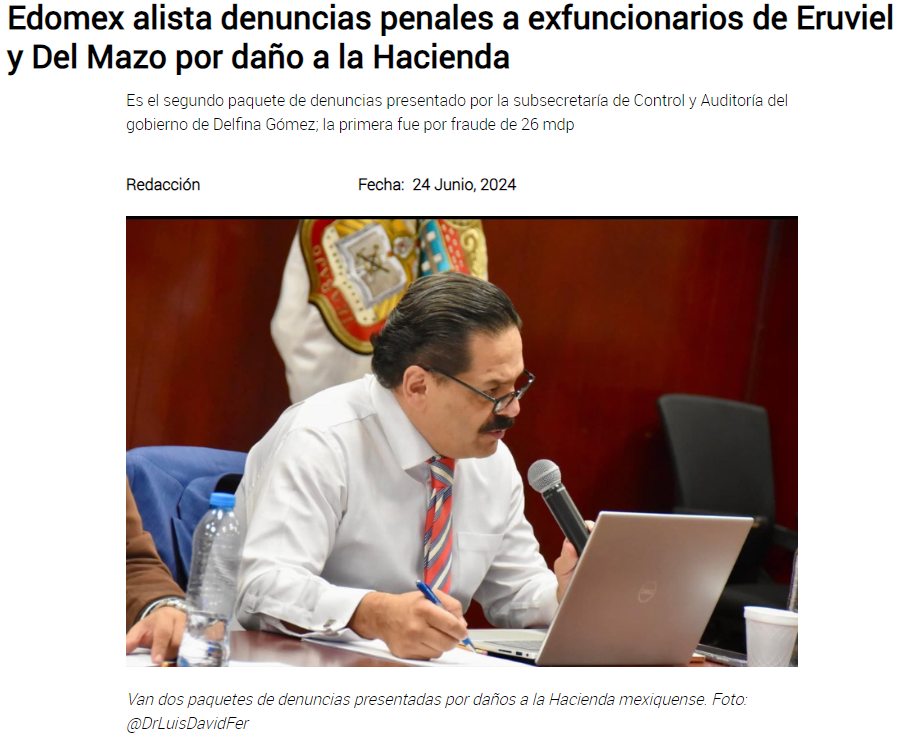 Edomex alista denuncias penales a exfuncionarios de Eruviel
y Del Mazo por daño a la Hacienda
Es el segundo paquete de denuncias presentado por la subsecretaría de Control y Auditoría del
gobierno de Delfina Gómez; la primera fue por fraude de 26 mdp
Redacción Fecha: 24 Junio, 2024
DELL
Van dos paquetes de denuncias presentadas por daños a la Hacienda mexiquense. Foto:
@DrLuisDavidFer